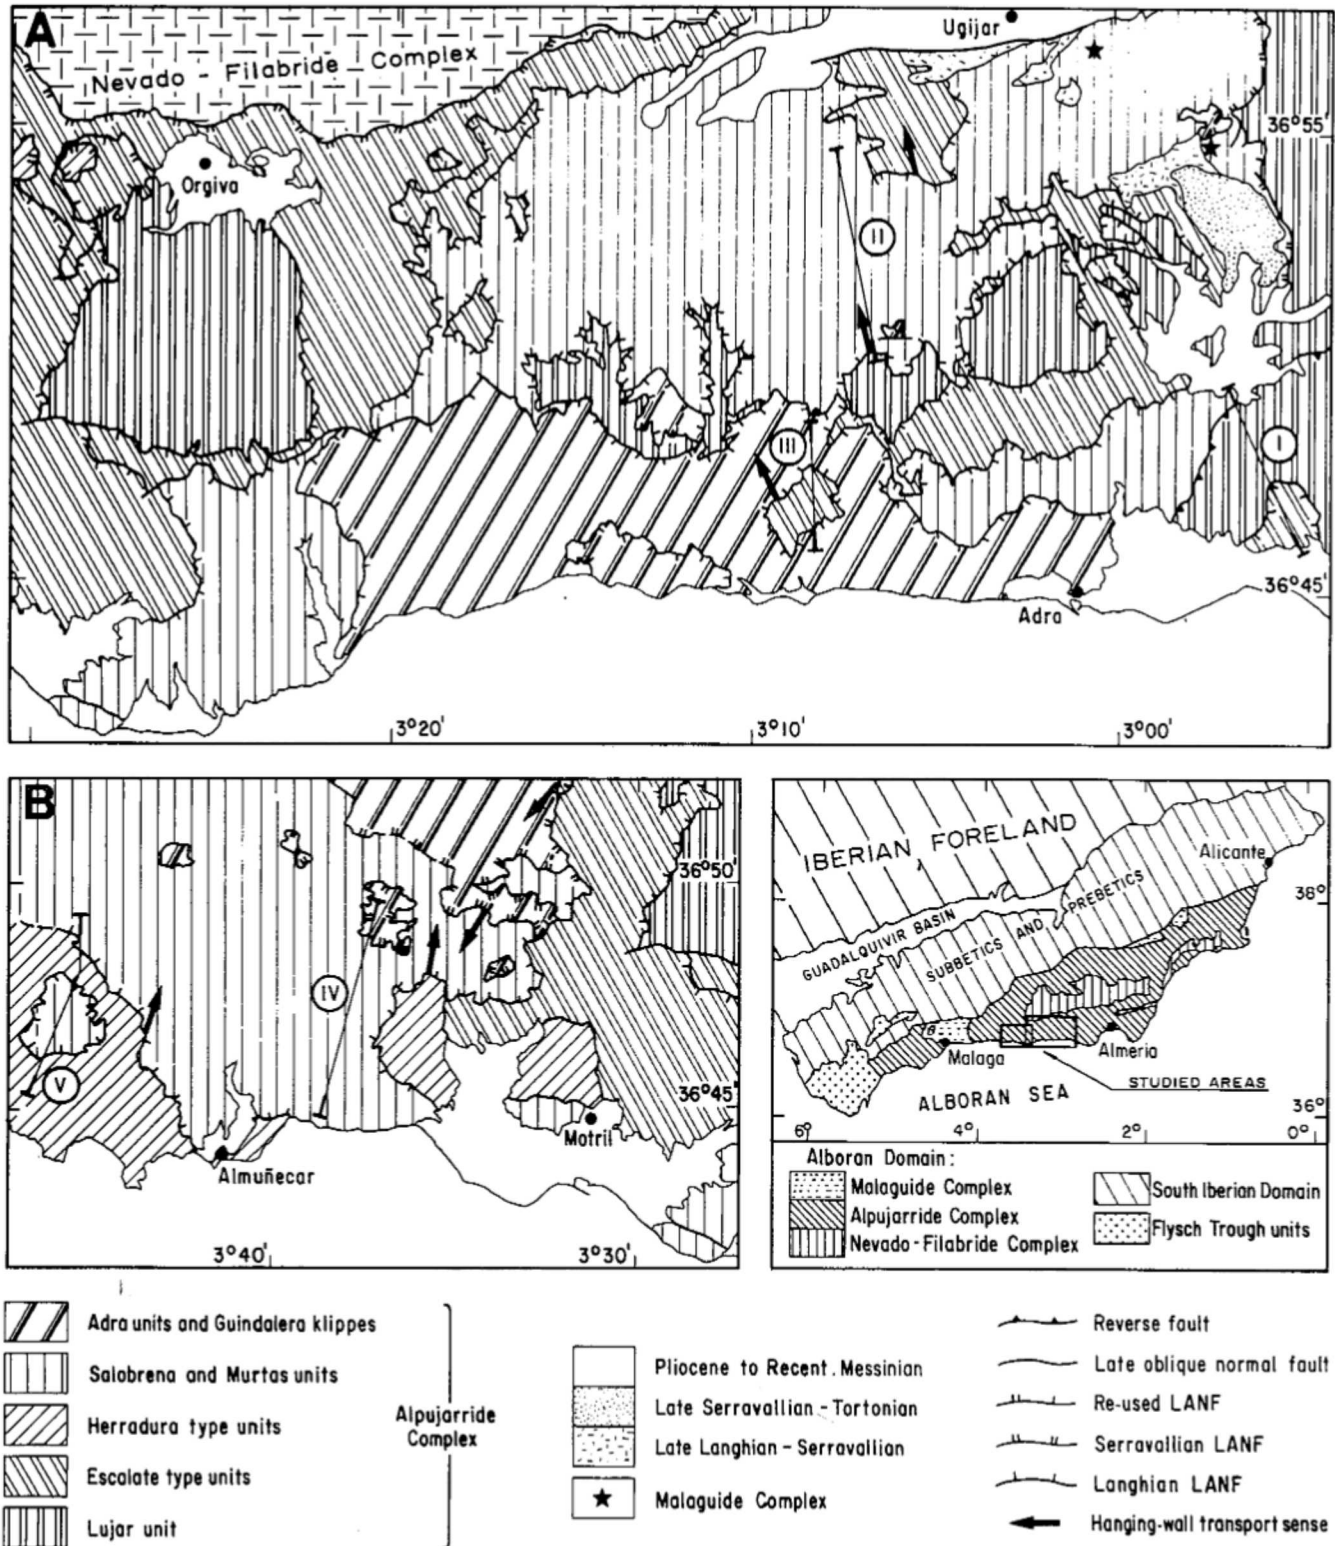 A
Nevado - Filabride Complex
Ugijar
36°55'
Orgiva
II
III
I
36°45'
Adra
3°20'
3°10'
3°00'
B
36°50'
IV
V
36°45'
Motril
Almuñecar
3°40'
3°30'
IBERIAN FORELAND
Alicante
38°
GUADALQUIVIR BASIN
SUBBETICS AND PREBETICS
Malaga
Almeria
STUDIED AREAS
ALBORAN SEA
36°
6°
4°
2°
0°
Alboran Domain:
Malaguide Complex
Alpujarride Complex
Nevado-Filabride Complex
South Iberian Domain
Flysch Trough units
Adra units and Guindalera klippes
Salobrena and Murtas units
Herradura type units
Escalate type units
Lujar unit
Alpujarride
Complex
Pliocene to Recent. Messinian
Late Serravallian - Tortonian
Late Langhian - Serravallian
Malaguide Complex
Reverse fault
Late oblique normal fault
Re-used LANF
Serravallian LANF
Langhian LANF
Hanging-wall transport sense